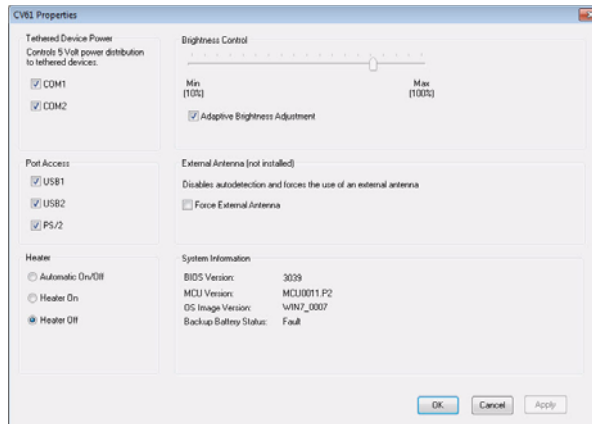 CV61 Properties
Tethered Device Power
Controls 5 Volt power distribution
to tethered devices.
COM1
COM2
Brightness Control
Min
(10%)
Max
(100%)
Adaptive Brightness Adjustment
Port Access
USB1
USB2
PS/2
External Antenna (not installed)
Disables autodetection and forces the use of an external antenna
Force External Antenna
Heater
Automatic On/Off
Heater On
Heater Off
System Information
BIOS Version: 3039
MCU Version: MCU0011.P2
OS Image Version: WIN7_0007
Backup Battery Status: Fault
OK
Cancel
Apply